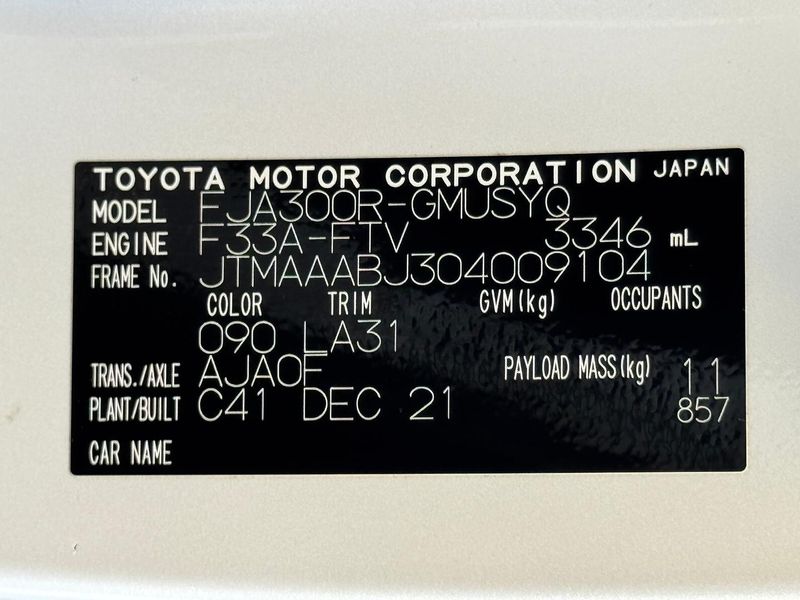 TOYOTA MOTOR CORPORATION JAPAN
MODEL FJA300R-GMUSYQ
ENGINE F33A-FTV 3346 mL
FRAME No. JTMAAABJ304009104
COLOR TRIM GVM(kg) OCCUPANTS
090 LA31
TRANS./AXLE AJA0F PAYLOAD MASS(kg) 11
PLANT/BUILT C41 DEC 21 857
CAR NAME